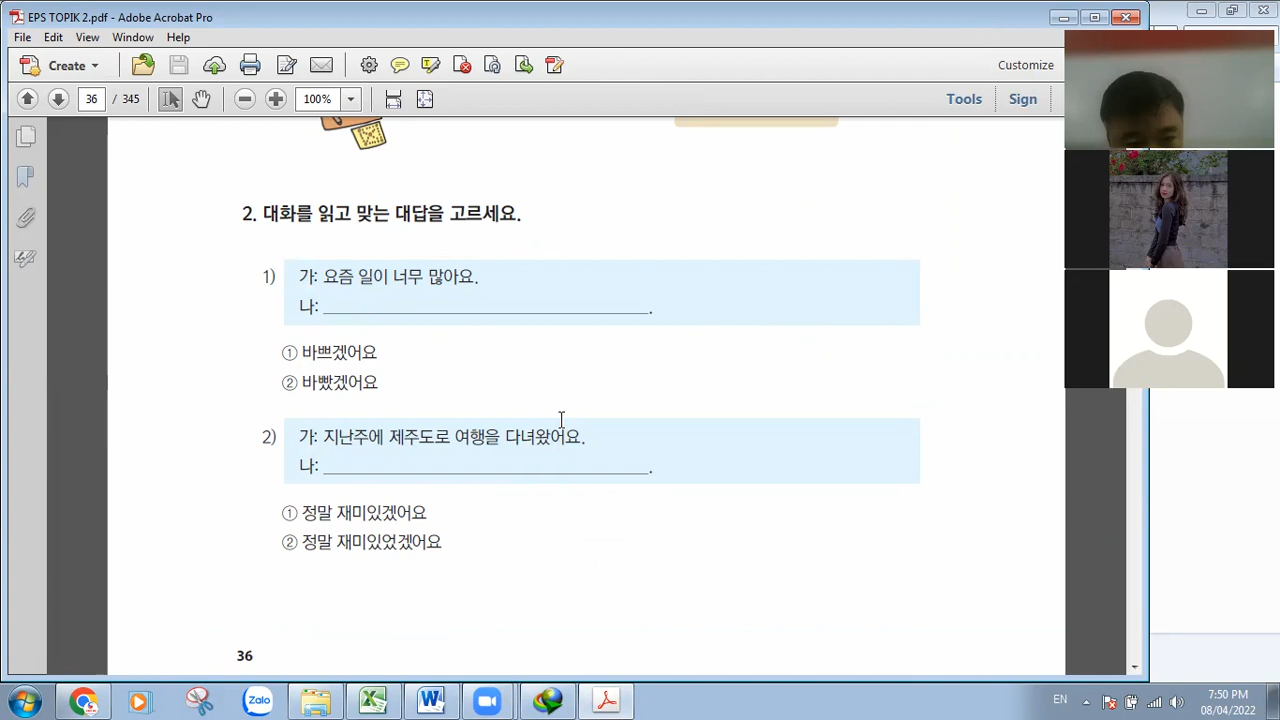 EPS TOPIK 2.pdf - Adobe Acrobat Pro
File Edit View Window Help
Create Customize
36 / 345 100% Tools Sign
2. 대화를 읽고 맞는 대답을 고르세요.
1) 가: 요즘 일이 너무 많아요.
나: ______________________.
① 바쁘겠어요
② 바빴겠어요
2) 가: 지난주에 제주도로 여행을 다녀왔어요.
나: ______________________.
① 정말 재미있겠어요
② 정말 재미있었겠어요
36
Zalo
EN 7:50 PM
08/04/2022